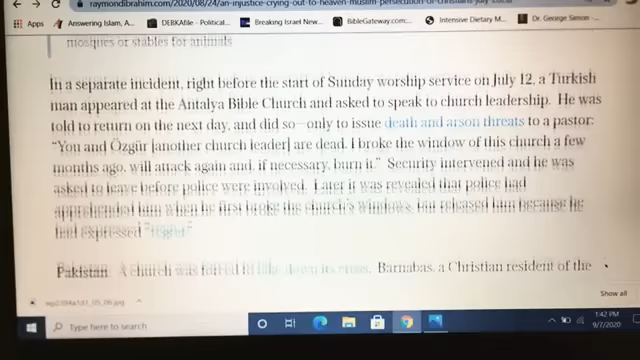 raymondibrahim.com/2020/08/24/an-injustice-crying-out-to-heaven-muslim-persecution-of-christians-july-2020/
Apps Answering Islam, A... DEBKAfile - Political... Breaking Israel New... BibleGateway.com: Intensive Dietary M... Dr. George Simon -
mosques or stables for animals
In a separate incident, right before the start of Sunday worship service on July 12, a Turkish
man appeared at the Antalya Bible Church and asked to speak to church leadership. He was
told to return on the next day, and did so—only to issue death and arson threats to a pastor:
"You and Özgür [another church leader] are dead. I broke the window of this church a few
months ago, will attack again and, if necessary, burn it." Security intervened and he was
asked to leave before police were involved. Later it was revealed that police had
apprehended him when he first broke the church's windows, but released him because he
had expressed "regret"
Pakistan: A church was forced to take down its cross. Barnabas, a Christian resident of the
Show all
Type here to search
1:42 PM
9/7/2020